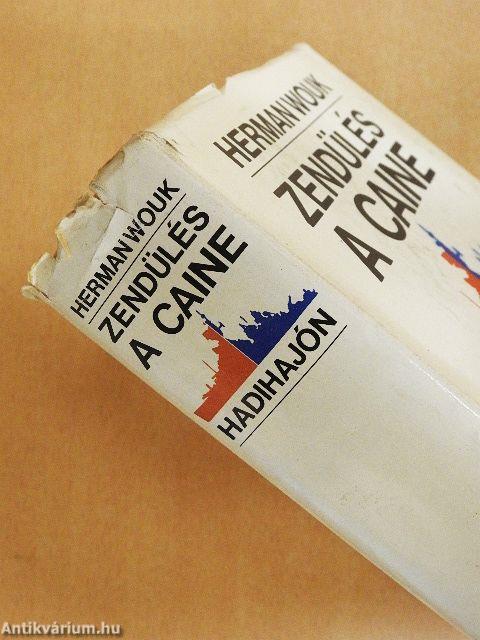 HERMAN WOUK
ZENDÜLÉS
A CAINE
HADIHAJÓN
HERMAN WOUK
ZENDÜLÉS
A CAINE
Antikvárium.hu